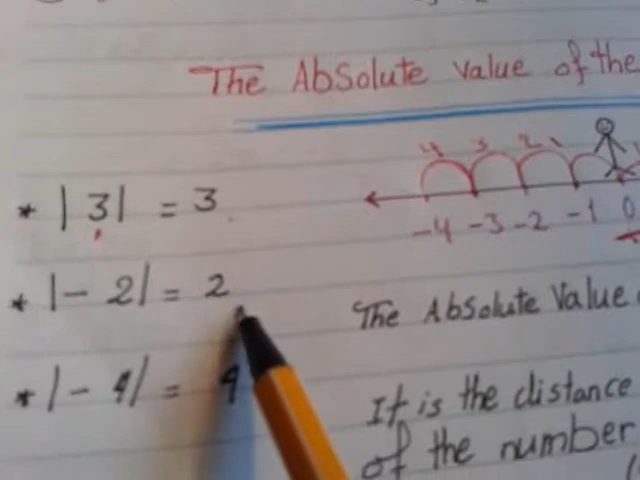 The Absolute value of the
* |3| = 3
4 3 2 1
-4 -3 -2 -1 0
* |-2| = 2
The Absolute Value
* |-4| = 4
It is the distance
of the number